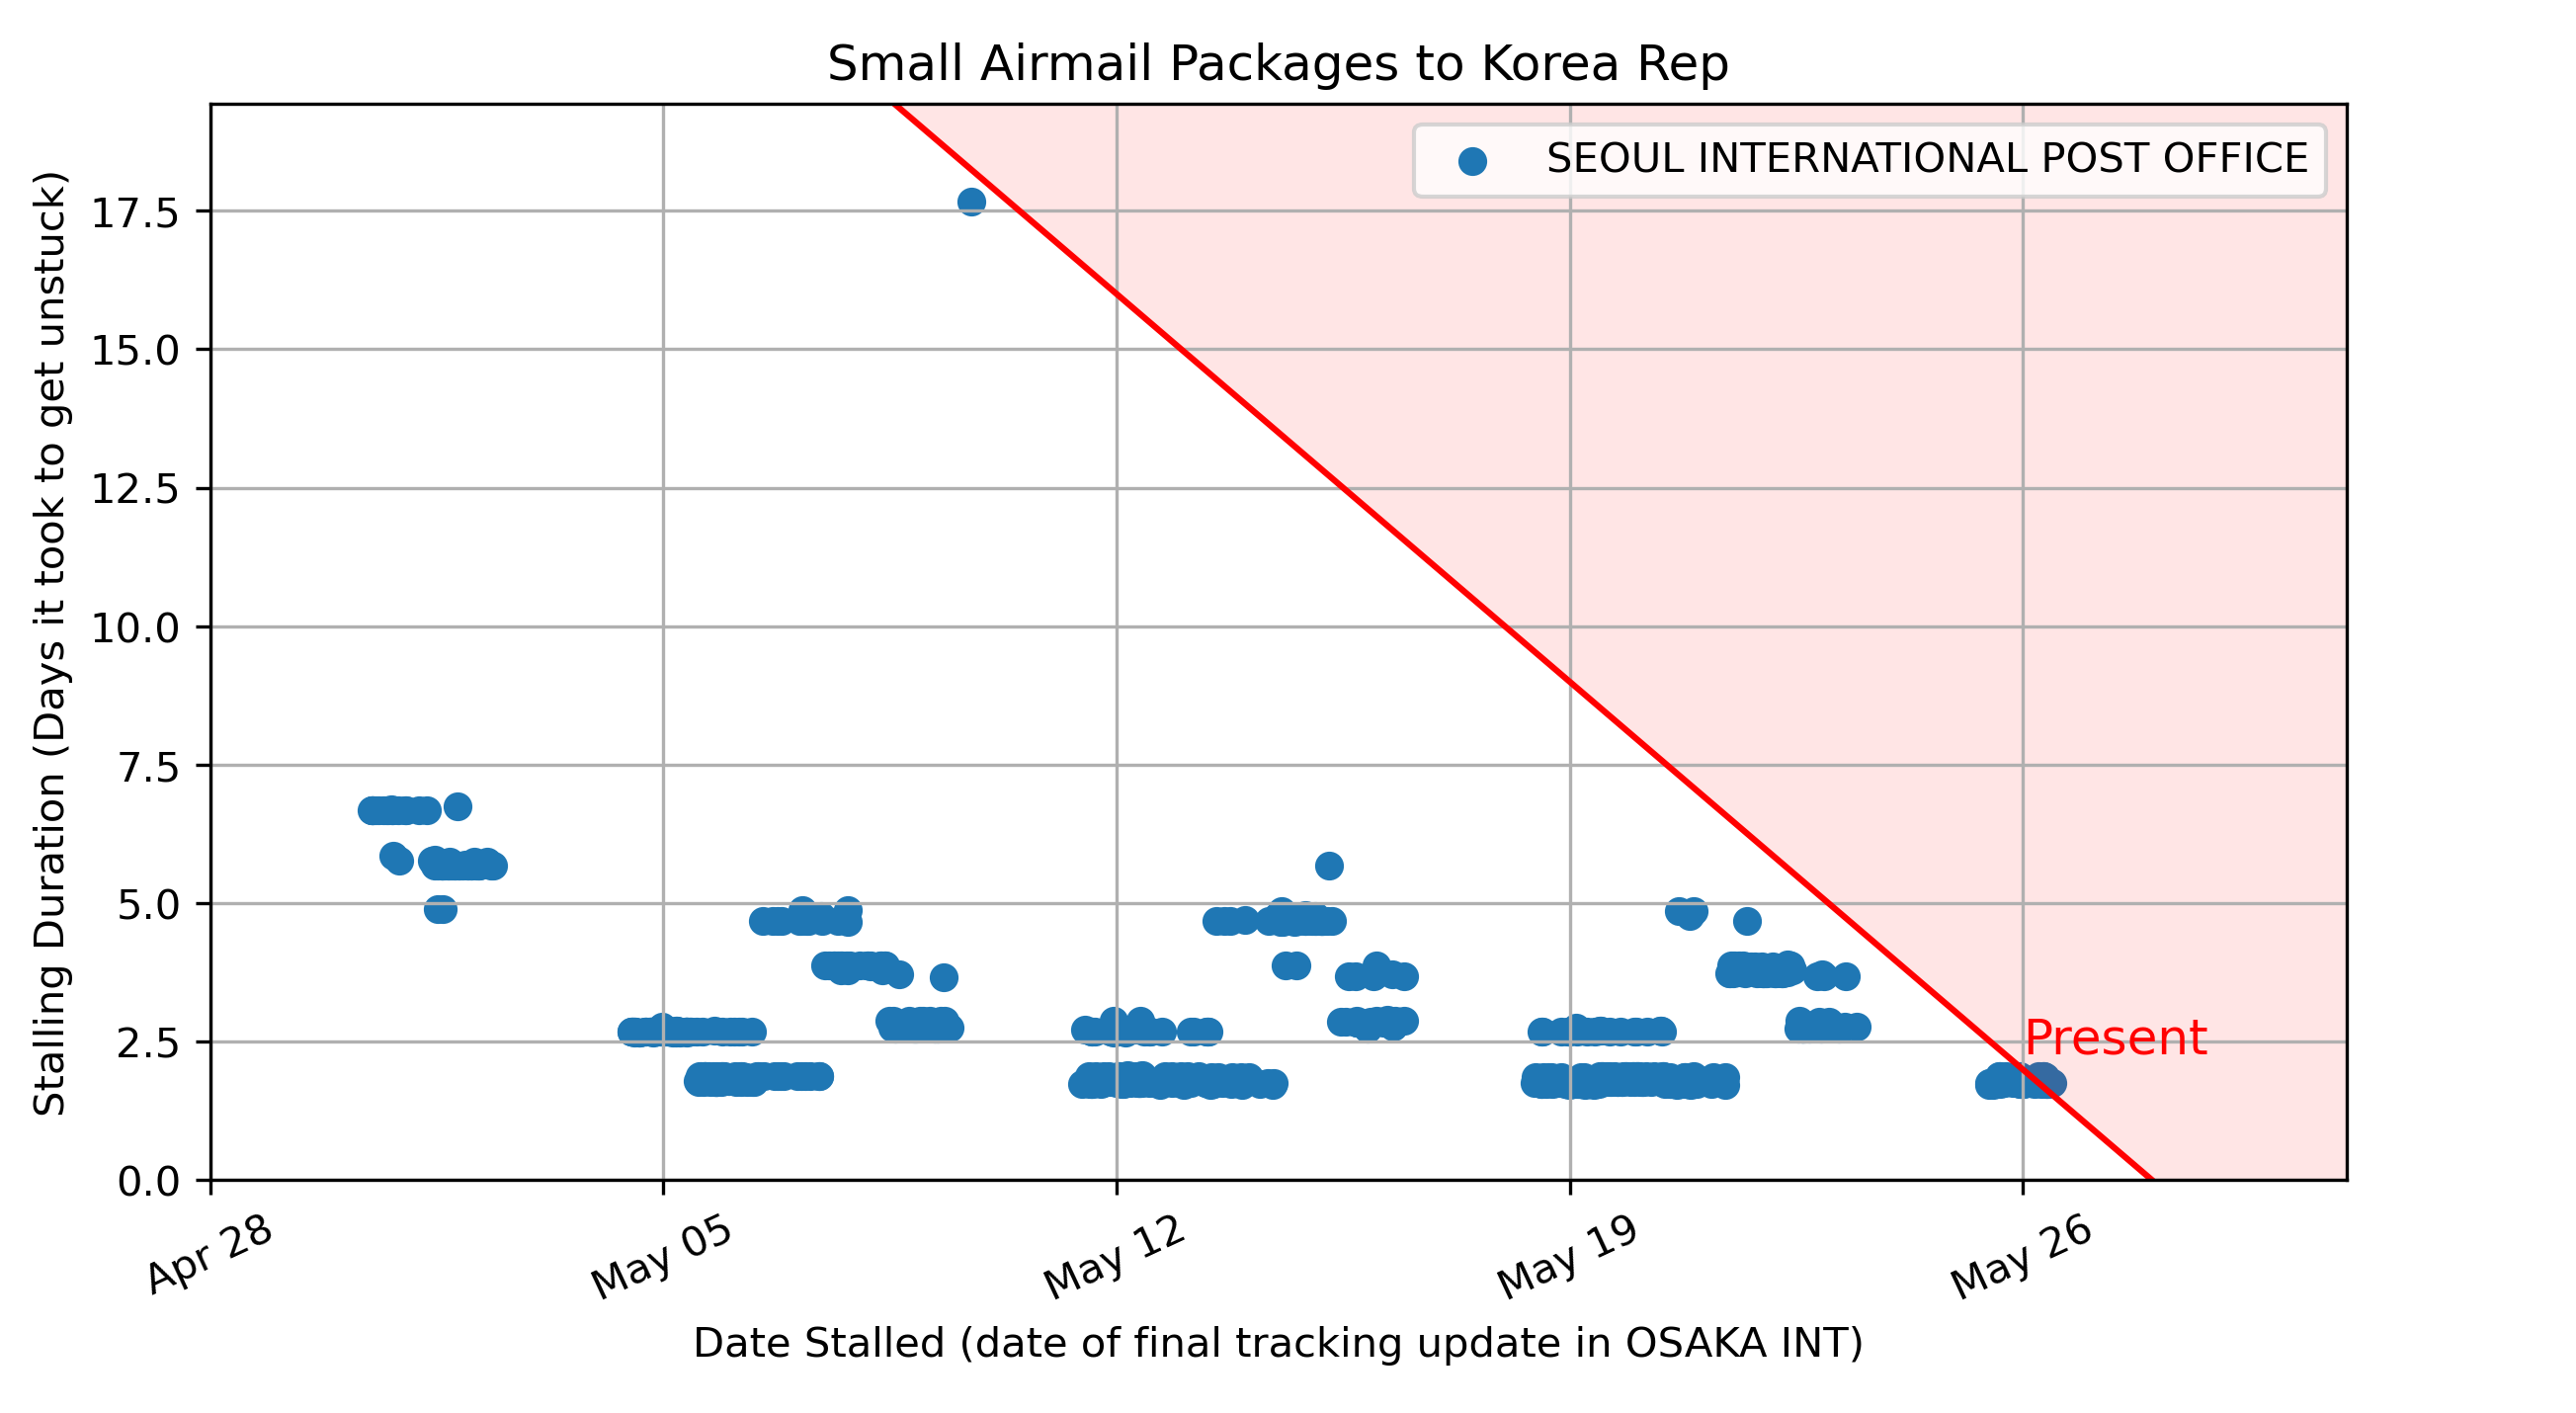 Small Airmail Packages to Korea Rep
SEOUL INTERNATIONAL POST OFFICE
Stalling Duration (Days it took to get unstuck)
17.5
15.0
12.5
10.0
7.5
5.0
2.5
0.0
Present
Apr 28
May 05
May 12
May 19
May 26
Date Stalled (date of final tracking update in OSAKA INT)